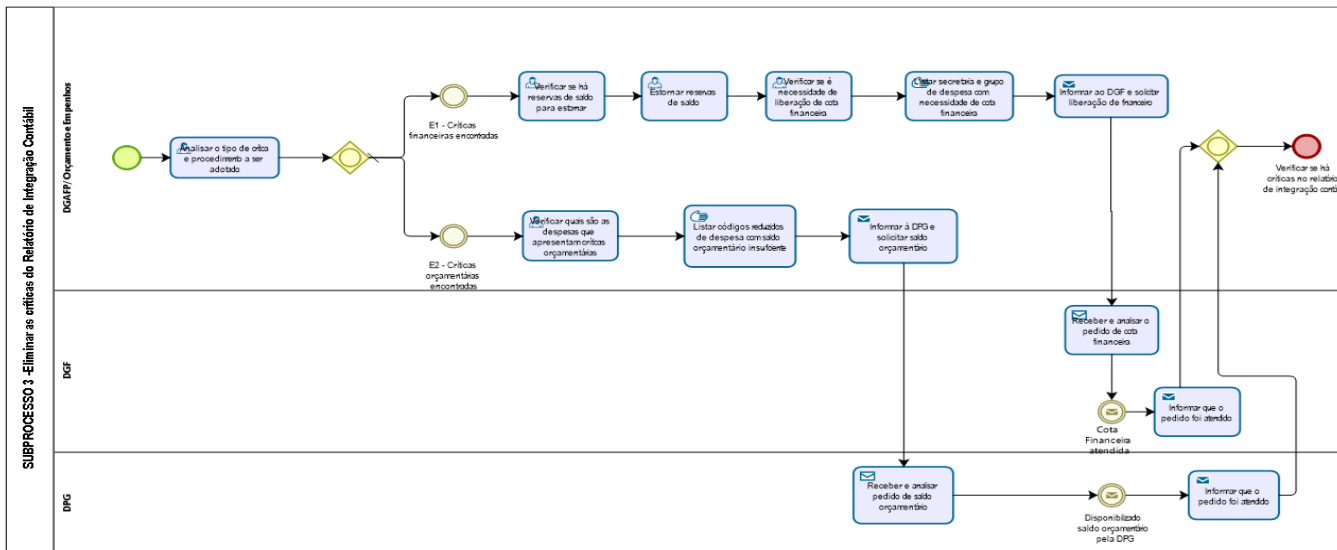 SUBPROCESSO 3 -Eliminar as críticas do Relatório de Integração Contábil
DGAFP/ Orçamento e Empenhos
Analisar o tipo de crítica
e procedimento a ser
adotado
E1 - Críticas
financeiras encontradas
Verificar se há
reservas de saldo
para estornar
Estornar reservas
de saldo
Verificar se é
necessidade de
liberação de cota
financeira
Listar secretaria e grupo
de despesa com
necessidade de cota
financeira
Informar ao DGF e solicitar
liberação de financeiro
Verificar se há
críticas no relatório
de integração contá
E2 - Críticas
orçamentárias
encontradas
Verificar quais são as
despesas que
apresentam críticas
orçamentárias
Listar códigos reduzidos
de despesa com saldo
orçamentário insuficiente
Informar à DPG e
solicitar saldo
orçamentário
DGF
Receber e analisar o
pedido de cota
financeira
Cota
Financeira
atendida
Informar que o
pedido foi atendido
DPG
Receber e analisar
pedido de saldo
orçamentário
Disponiblizado
saldo orçamentário
pela DPG
Informar que o
pedido foi atendido